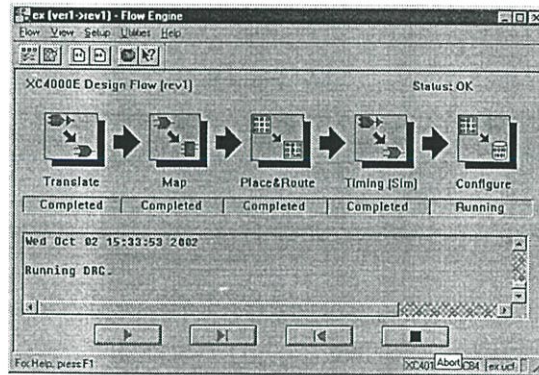 ex (ver1->rev1) - Flow Engine
Flow View Setup Utilities Help
XC4000E Design Flow (rev1) Status: OK
Translate Map Place&Route Timing (Sim) Configure
Completed Completed Completed Completed Running
Wed Oct 02 15:33:53 2002
Running DRC.
For Help, press F1 Abort ex.ucf